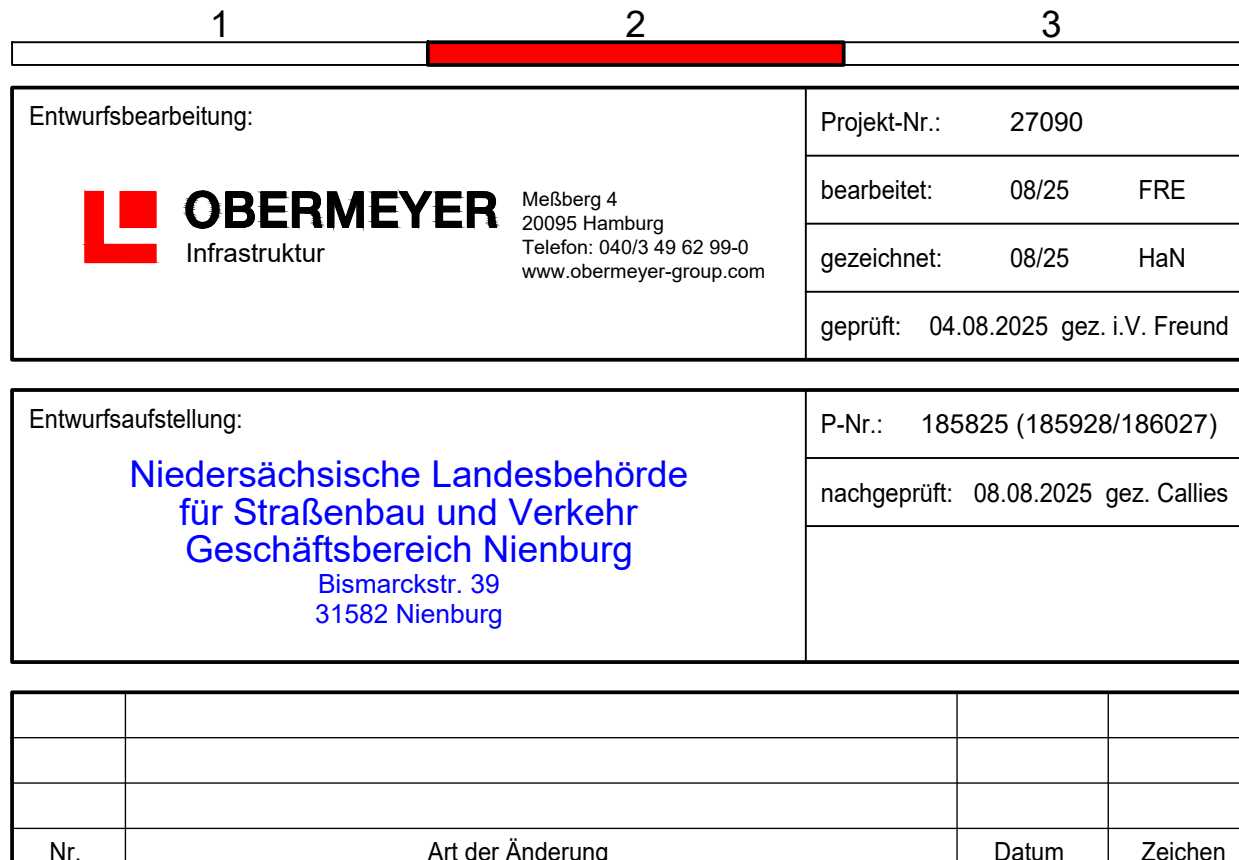 1 2 3
Entwurfsbearbeitung:
OBERMEYER
Infrastruktur
Meßberg 4
20095 Hamburg
Telefon: 040/3 49 62 99-0
www.obermeyer-group.com
Projekt-Nr.: 27090
bearbeitet: 08/25 FRE
gezeichnet: 08/25 HaN
geprüft: 04.08.2025 gez. i.V. Freund
Entwurfsaufstellung:
Niedersächsische Landesbehörde
für Straßenbau und Verkehr
Geschäftsbereich Nienburg
Bismarckstr. 39
31582 Nienburg
P-Nr.: 185825 (185928/186027)
nachgeprüft: 08.08.2025 gez. Callies
Nr. Art der Änderung Datum Zeichen